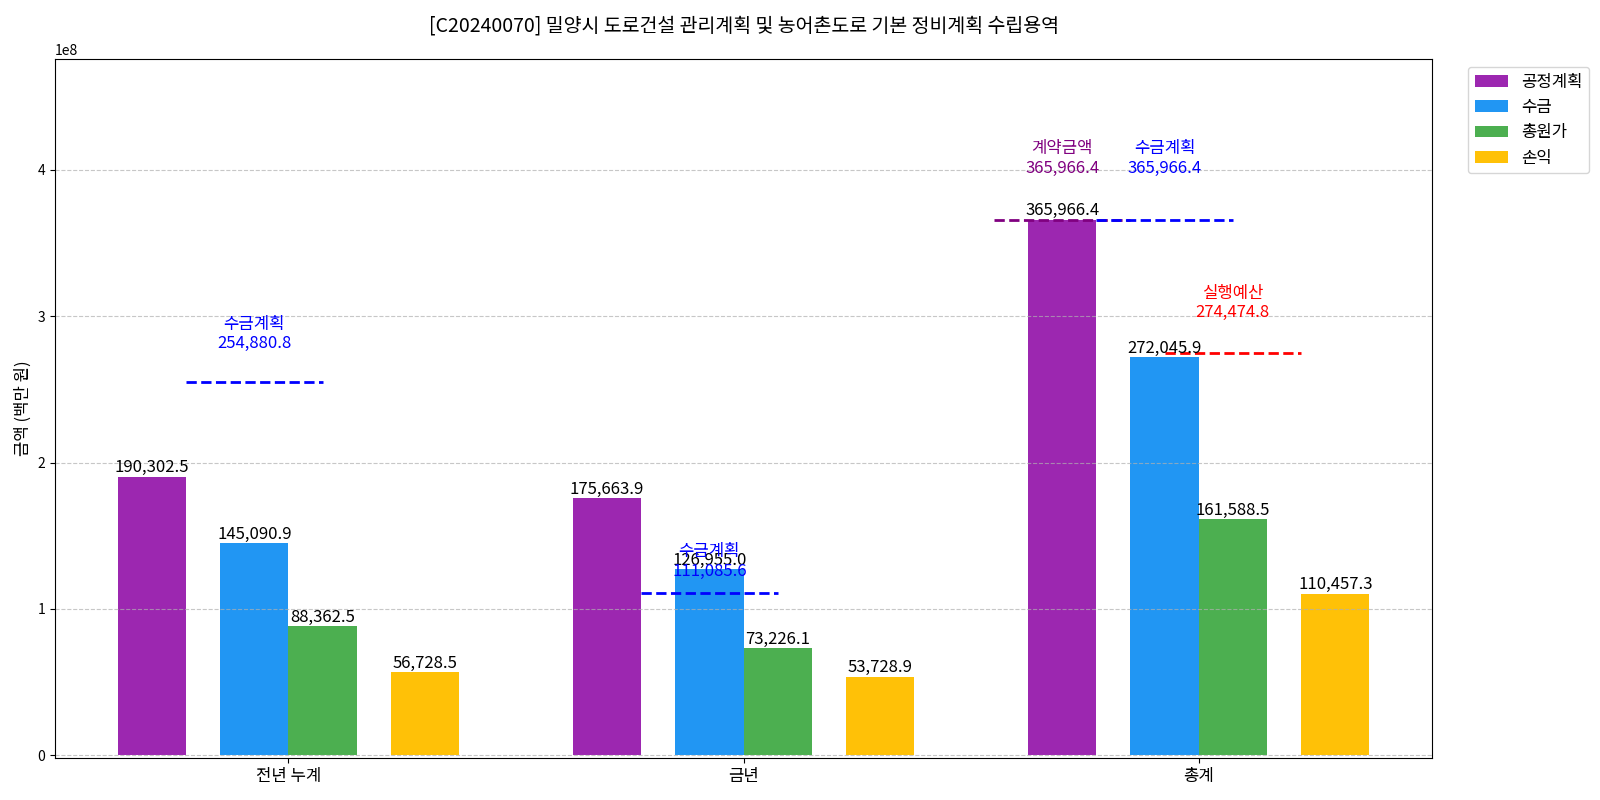 [C20240070] 밀양시 도로건설 관리계획 및 농어촌도로 기본 정비계획 수립용역
1e8
공정계획
수금
총원가
손익
금액 (백만 원)
4
3
2
1
0
수금계획
254,880.8
190,302.5
145,090.9
88,362.5
56,728.5
175,663.9
수금계획
126,955.0
111,085.6
73,226.1
53,728.9
계약금액
365,966.4
수금계획
365,966.4
365,966.4
실행예산
274,474.8
272,045.9
161,588.5
110,457.3
전년 누계
금년
총계